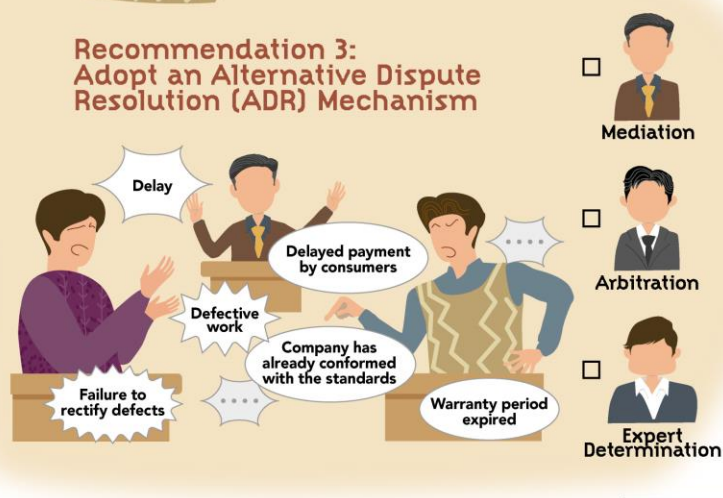 Recommendation 3:
Adopt an Alternative Dispute
Resolution (ADR) Mechanism
Mediation
Delay
Delayed payment
by consumers
Arbitration
Defective
work
Company has
already conformed
with the standards
Failure to
rectify defects
Warranty period
expired
Expert
Determination